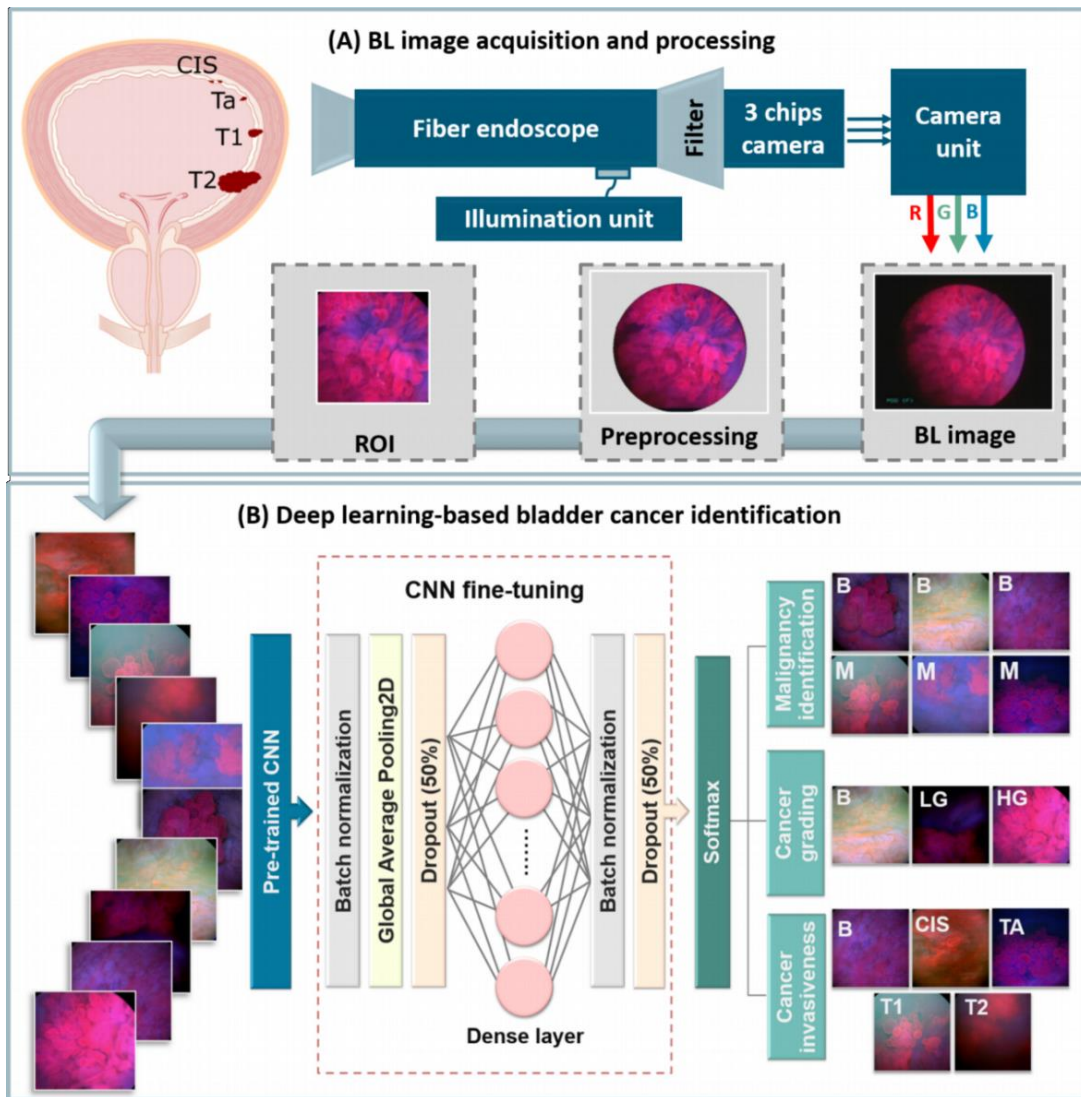 (A) BL image acquisition and processing
CIS
Ta
T1
T2
Fiber endoscope
Filter
3 chips
camera
Camera
unit
Illumination unit
R
G
B
ROI
Preprocessing
BL image
(B) Deep learning-based bladder cancer identification
CNN fine-tuning
Pre-trained CNN
Batch normalization
Global Average Pooling2D
Dropout (50%)
Dense layer
Batch normalization
Dropout (50%)
Softmax
Malignancy
identification
B
B
B
M
M
M
Cancer
grading
B
LG
HG
Cancer
invasiveness
B
CIS
TA
T1
T2